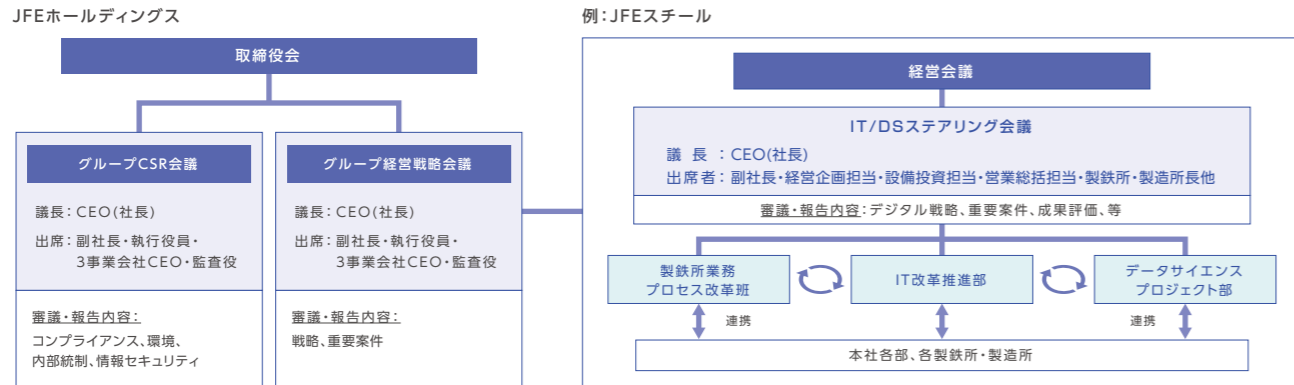 JFEホールディングス
取締役会
グループCSR会議
議長：CEO(社長)
出席：副社長・執行役員・
3事業会社CEO・監査役
審議・報告内容：
コンプライアンス、環境、
内部統制、情報セキュリティ
グループ経営戦略会議
議長：CEO(社長)
出席：副社長・執行役員・
3事業会社CEO・監査役
審議・報告内容：
戦略、重要案件
例：JFEスチール
経営会議
IT/DSステアリング会議
議 長 ：CEO(社長)
出席者：副社長・経営企画担当・設備投資担当・営業総括担当・製鉄所・製造所長他
審議・報告内容：デジタル戦略、重要案件、成果評価、等
製鉄所業務
プロセス改革班
IT改革推進部
データサイエンス
プロジェクト部
連携
連携
本社各部、各製鉄所・製造所